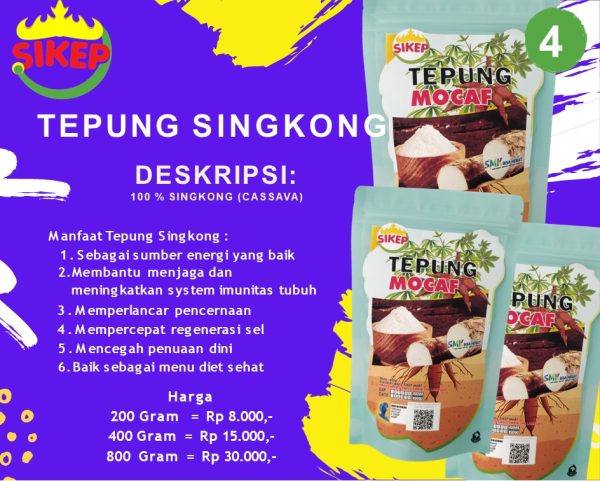 SIKEP
4
TEPUNG SINGKONG
DESKRIPSI:
100 % SINGKONG (CASSAVA)
Manfaat Tepung Singkong :
1. Sebagai sumber energi yang baik
2.Membantu menjaga dan
meningkatkan system imunitas tubuh
3. Memperlancar pencernaan
4. Mempercepat regenerasi sel
5. Mencegah penuaan dini
6.Baik sebagai menu diet sehat
Harga
200 Gram = Rp 8.000,-
400 Gram = Rp 15.000,-
800 Gram = Rp 30.000,-
SIKEP
TEPUNG
MOCAF
SIKEP
TEPUNG
MOCAF
SIKEP
TEPUNG
MOCAF